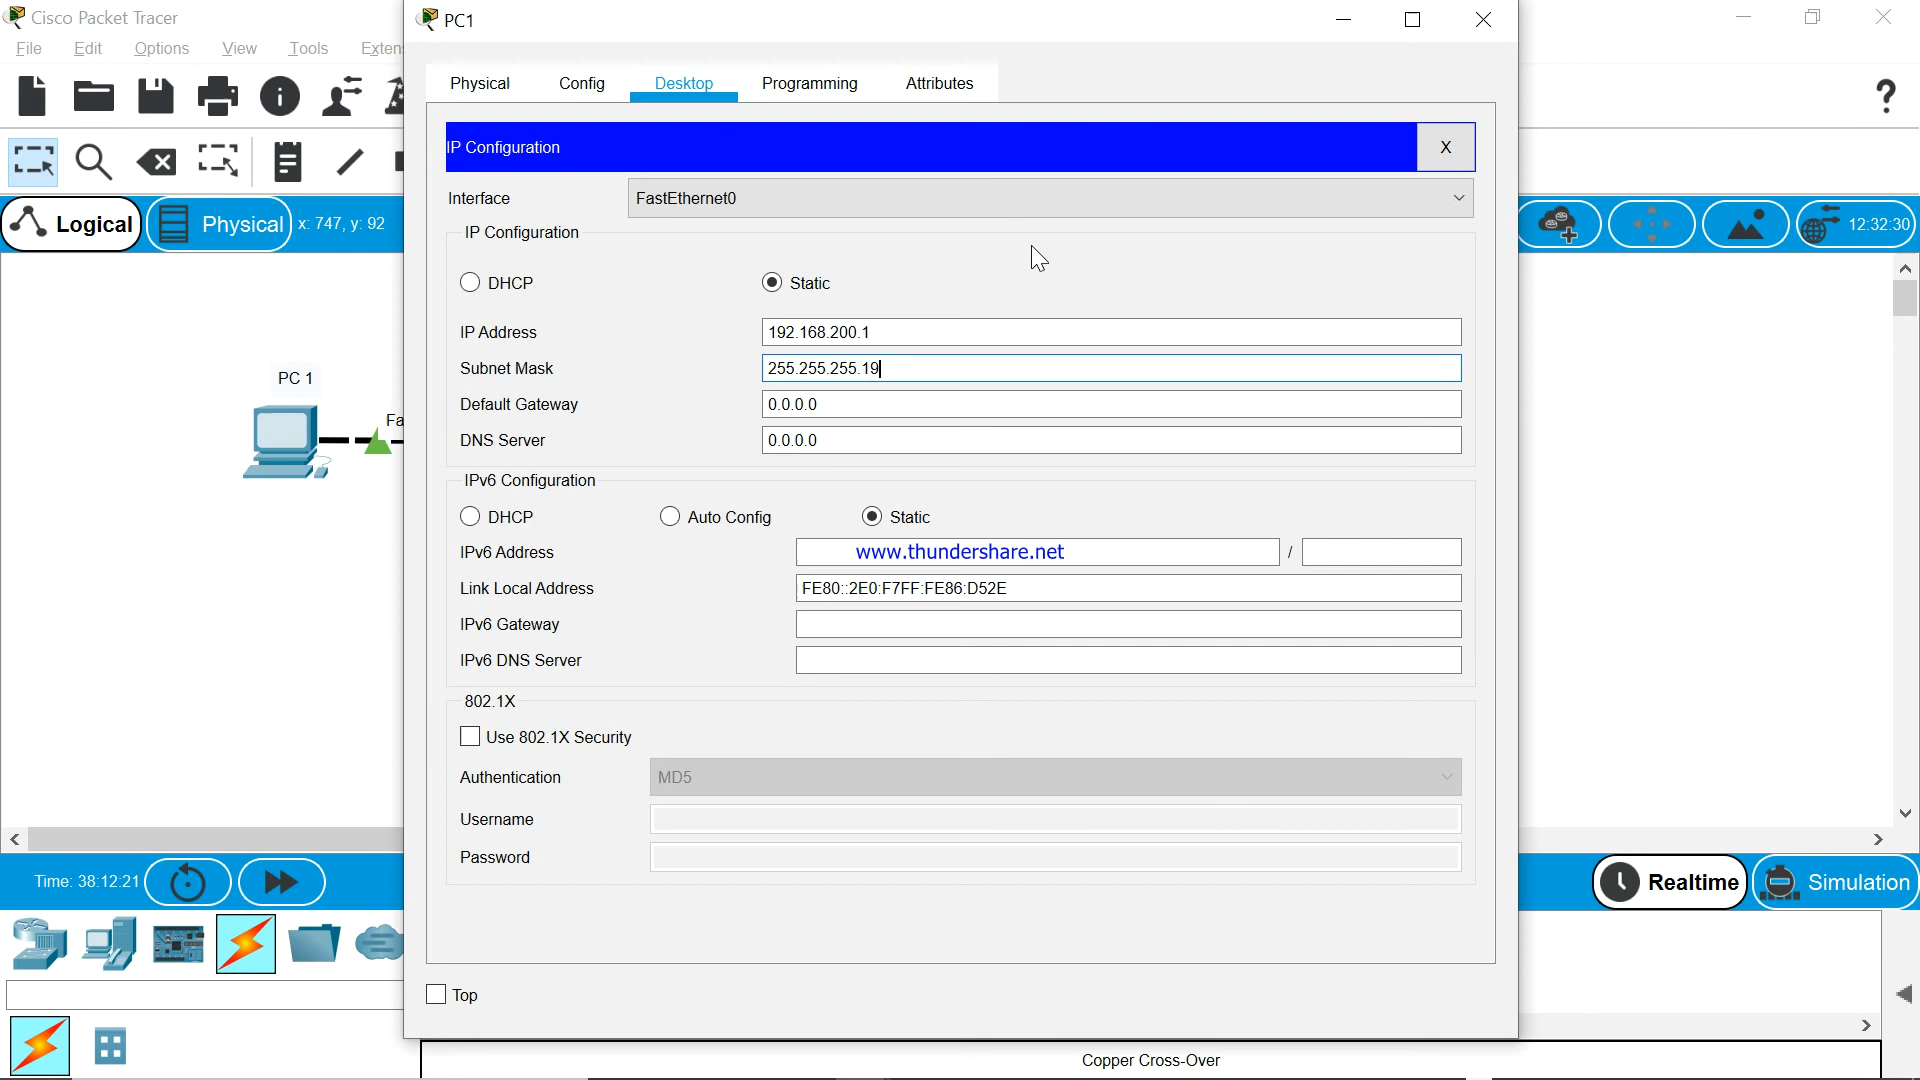 Cisco Packet Tracer
File Edit Options View Tools Exten
Logical Physical x: 747, y: 92
PC 1
Fa
Time: 38:12:21
PC1
Physical Config Desktop Programming Attributes
IP Configuration X
Interface FastEthernet0
IP Configuration
DHCP Static
IP Address 192.168.200.1
Subnet Mask 255.255.255.19
Default Gateway 0.0.0.0
DNS Server 0.0.0.0
IPv6 Configuration
DHCP Auto Config Static
IPv6 Address www.thundershare.net /
Link Local Address FE80::2E0:F7FF:FE86:D52E
IPv6 Gateway
IPv6 DNS Server
802.1X
Use 802.1X Security
Authentication MD5
Username
Password
Top
?
12:32:30
Realtime Simulation
Copper Cross-Over